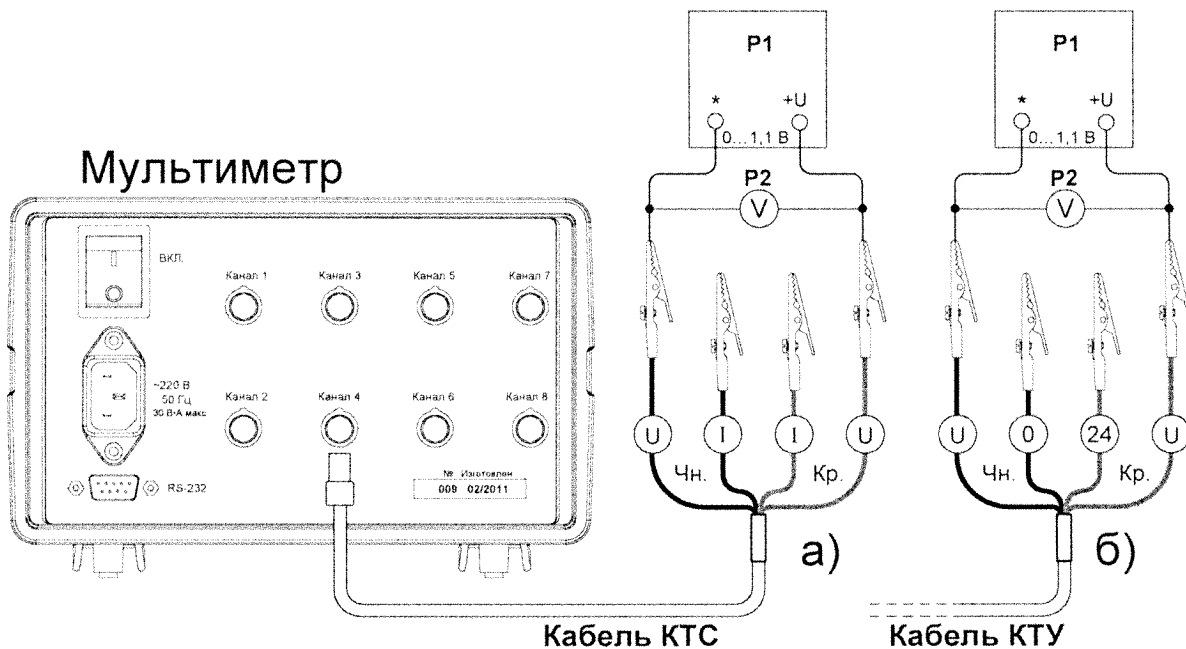 Мультиметр
ВКЛ.
~220 В
50 Гц
30 В·А макс
RS-232
Канал 1
Канал 3
Канал 5
Канал 7
Канал 2
Канал 4
Канал 6
Канал 8
№ Изготовлен
009 02/2011
P1
* +U
0...1,1 В
P2
V
U I I U
Чн. Кр.
а)
Кабель КТС
P1
* +U
0...1,1 В
P2
V
U 0 24 U
Чн. Кр.
б)
Кабель КТУ